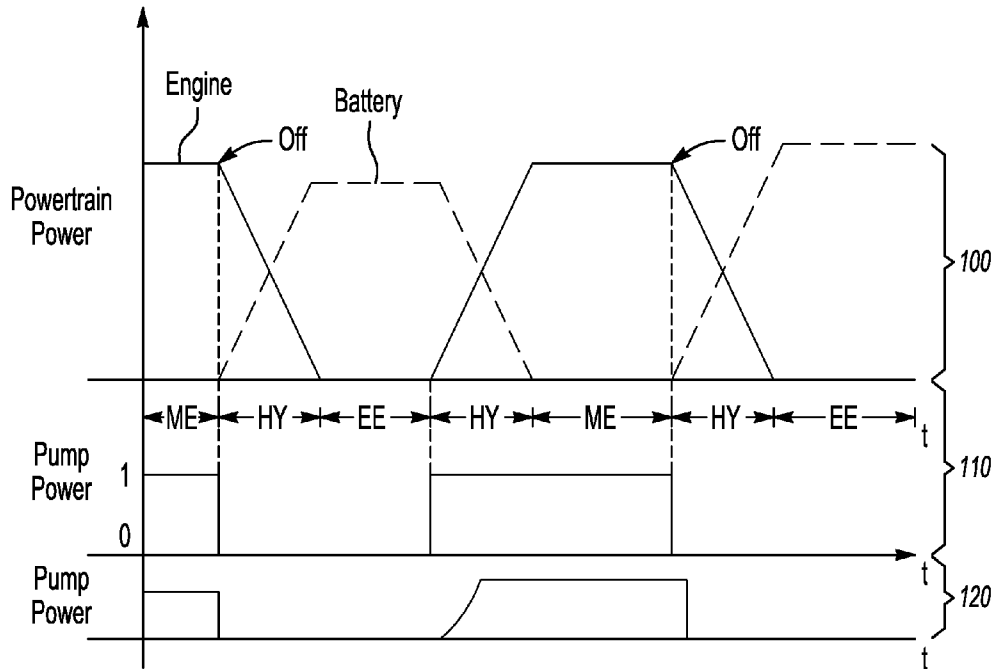 Engine
Battery
Off
Off
Powertrain
Power
100
ME HY EE HY ME HY EE
t
Pump
Power
1
0
110
t
Pump
Power
120
t